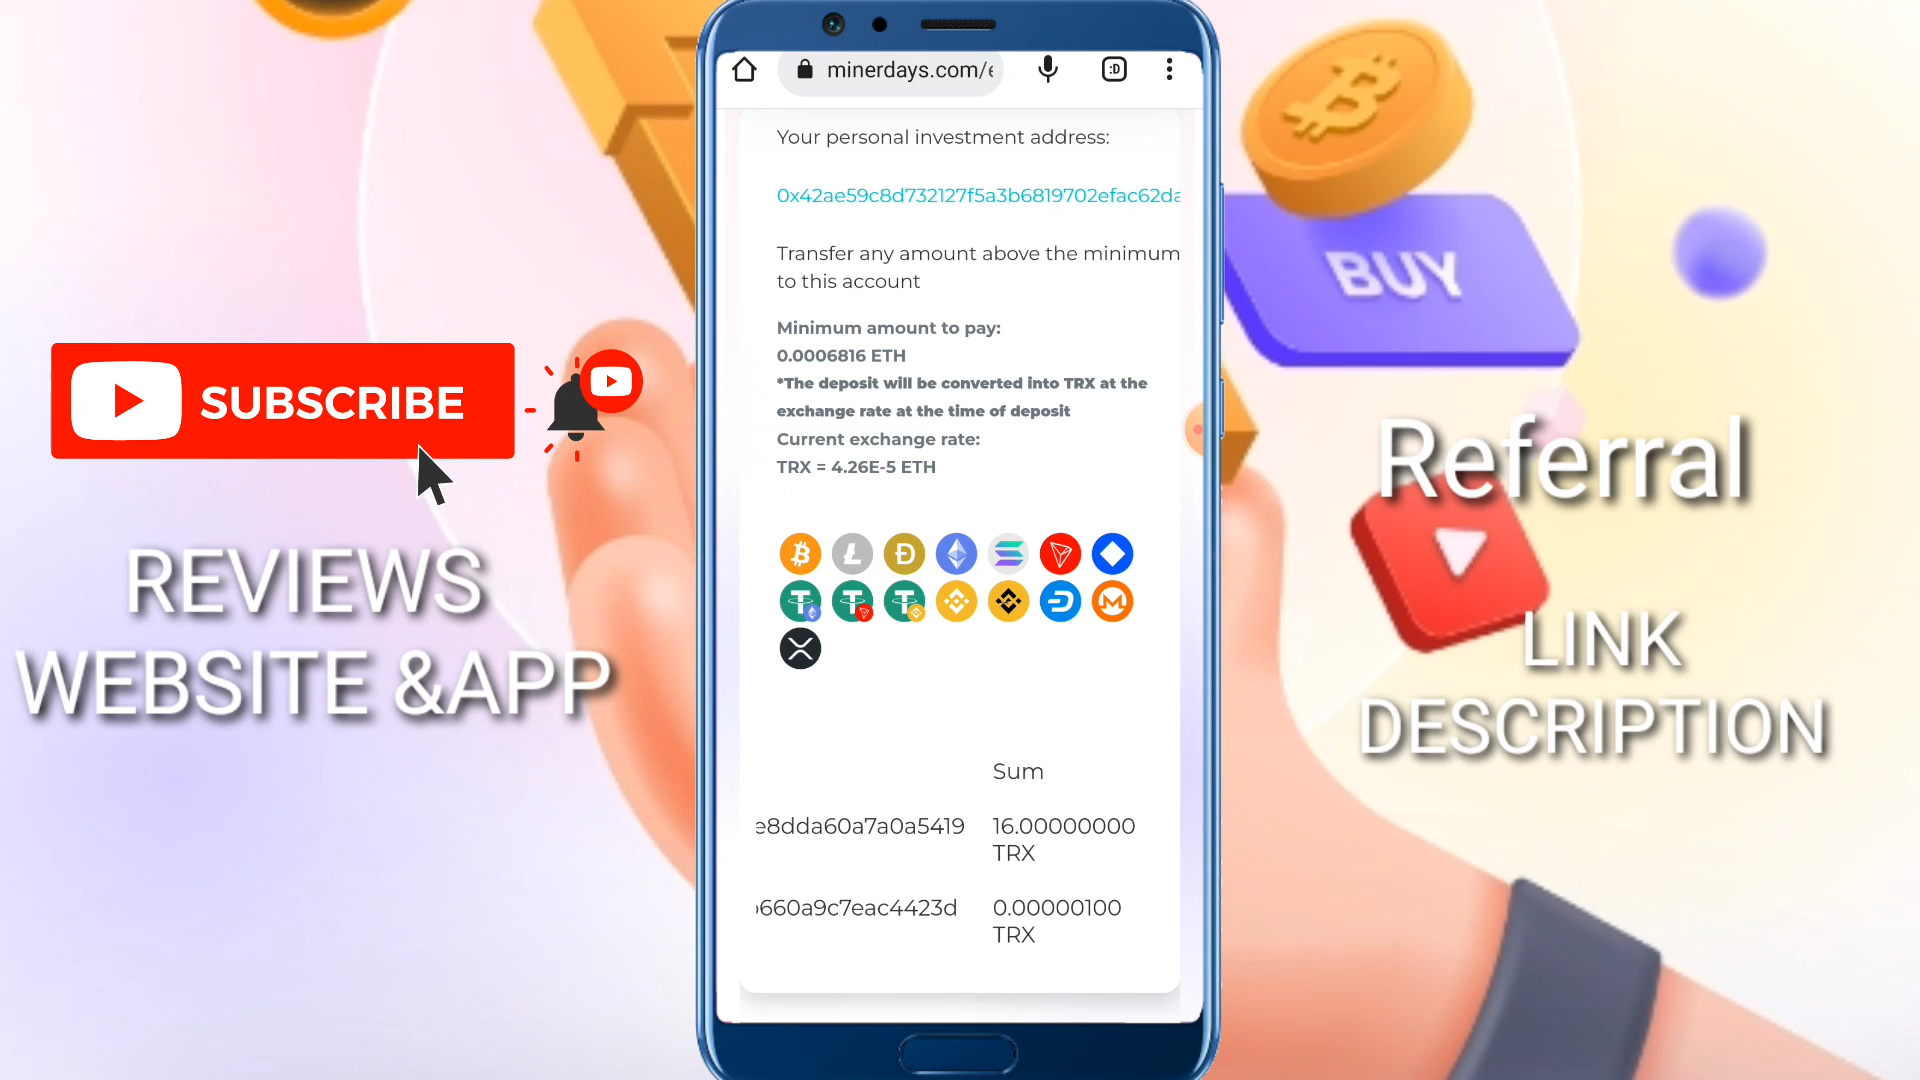 minerdays.com/e
Your personal investment address:
0x42ae59c8d732127f5a3b6819702efac62da
Transfer any amount above the minimum
to this account
Minimum amount to pay:
0.0006816 ETH
*The deposit will be converted into TRX at the
exchange rate at the time of deposit
Current exchange rate:
TRX = 4.26E-5 ETH
Sum
e8dda60a7a0a5419
16.00000000
TRX
660a9c7eac4423d
0.00000100
TRX
SUBSCRIBE
REVIEWS
WEBSITE &APP
BUY
Referral
LINK
DESCRIPTION